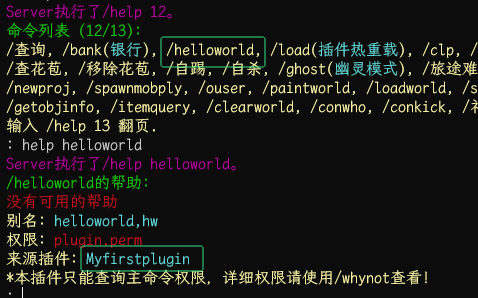 Server执行了/help 12。
命令列表 (12/13):
/查询, /bank(银行), /helloworld, /load(插件热重载), /clp, /
/查花苞, /移除花苞, /自踢, /自杀, /ghost(幽灵模式), /旅途难
/newproj, /spawnmobply, /ouser, /paintworld, /loadworld, /s
/getobjinfo, /itemquery, /clearworld, /conwho, /conkick, /
输入 /help 13 翻页.
: help helloworld
Server执行了/help helloworld。
/helloworld的帮助:
没有可用的帮助
别名: helloworld,hw
权限: plugin.perm
来源插件: Myfirstplugin
*本插件只能查询主命令权限, 详细权限请使用/whynot查看!
: